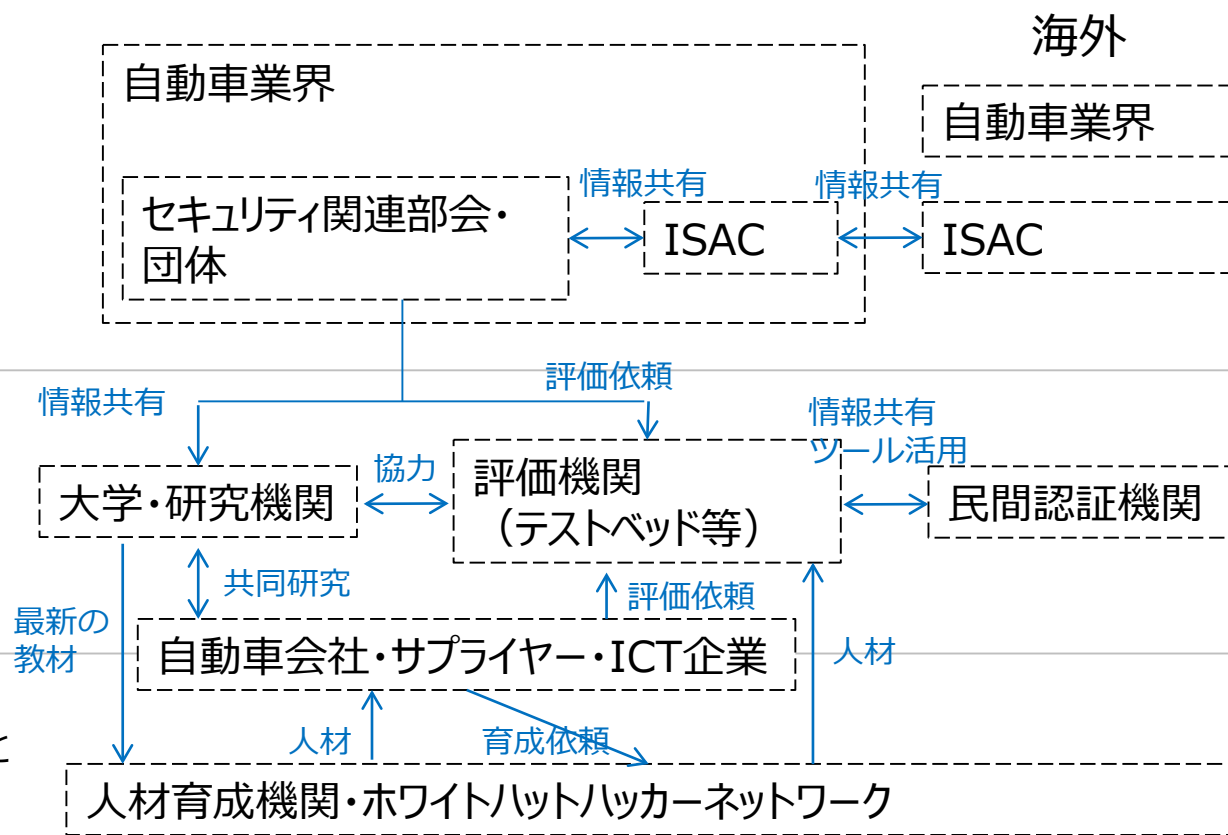 海外
自動車業界
自動車業界
情報共有
情報共有
セキュリティ関連部会・
団体
ISAC
ISAC
評価依頼
情報共有
情報共有
ツール活用
協力
大学・研究機関
評価機関
（テストベッド等）
民間認証機関
共同研究
評価依頼
最新の
教材
自動車会社・サプライヤー・ICT企業
人材
と
人材
育成依頼
人材育成機関・ホワイトハットハッカーネットワーク